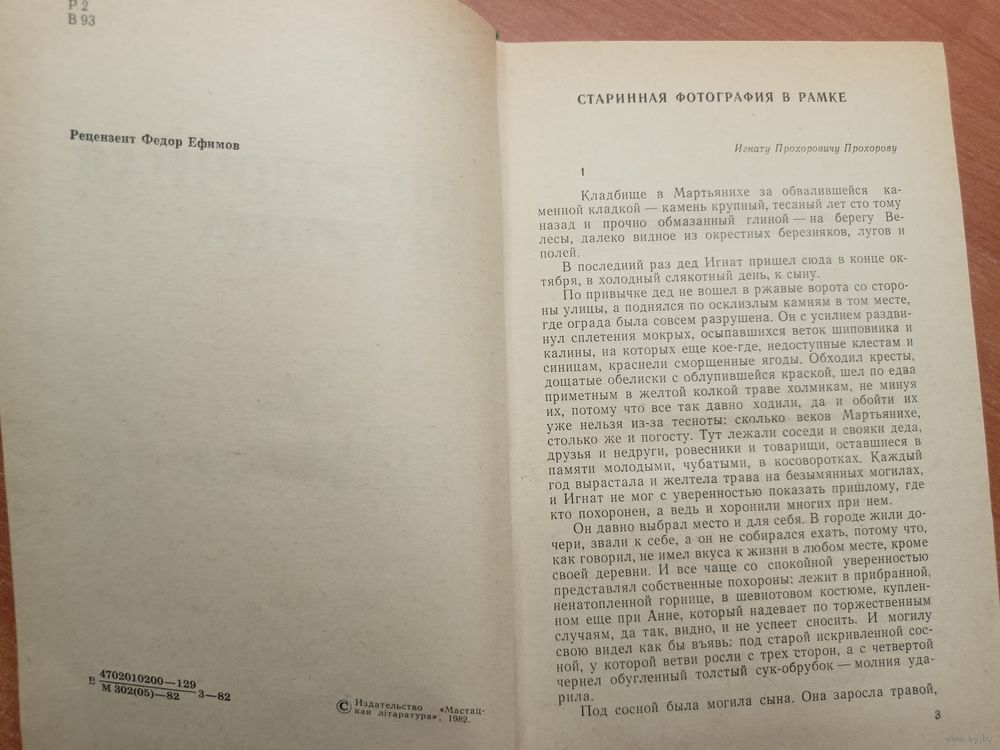 Р 2
В 93
Рецензент Федор Ефимов
В 4702010200—129
М 302(05)—82 3—82
© Издательство «Мастац-
кая літаратура», 1982.
СТАРИННАЯ ФОТОГРАФИЯ В РАМКЕ
Игнату Прохоровичу Прохорову
1
Кладбище в Мартьянихе за обвалившейся ка-
менной кладкой — камень крупный, тесаный лет сто тому
назад и прочно обмазанный глиной — на берегу Ве-
лесы, далеко видное из окрестных березняков, лугов и
полей.
В последний раз дед Игнат пришел сюда в конце ок-
тября, в холодный слякотный день, к сыну.
По привычке дед не вошел в ржавые ворота со сторо-
ны улицы, а поднялся по осклизлым камням в том месте,
где ограда была совсем разрушена. Он с усилием раздви-
нул сплетения мокрых, осыпавшихся веток шиповника и
калины, на которых еще кое-где, недоступные клестам и
синицам, краснели сморщенные ягоды. Обходил кресты,
дощатые обелиски с облупившейся краской, шел по едва
приметным в желтой колкой траве холмикам, не минуя
их, потому что все так давно ходили, да и обойти их
уже нельзя из-за тесноты: сколько веков Мартьянихе,
столько же и погосту. Тут лежали соседи и свояки деда,
друзья и недруги, ровесники и товарищи, оставшиеся в
памяти молодыми, чубатыми, в косоворотках. Каждый
год вырастала и желтела трава на безымянных могилах,
и Игнат не мог с уверенностью показать пришлому, где
кто похоронен, а ведь и хоронили многих при нем.
Он давно выбрал место и для себя. В городе жили до-
чери, звали к себе, а он не собирался ехать, потому что,
как говорил, не имел вкуса к жизни в любом месте, кроме
своей деревни. И все чаще со спокойной уверенностью
представлял собственные похороны: лежит в прибранной,
ненатопленной горнице, в шевиотовом костюме, куплен-
ном еще при Анне, который надевает по торжественным
случаям, да так, видно, и не успеет сносить. И могилу
свою видел как бы въявь: под старой искривленной сос-
ной, у которой ветви росли с трех сторон, а с четвертой
чернел обугленный толстый сук-обрубок — молния уда-
рила.
Под сосной была могила сына. Она заросла травой,
3
www.ay.by